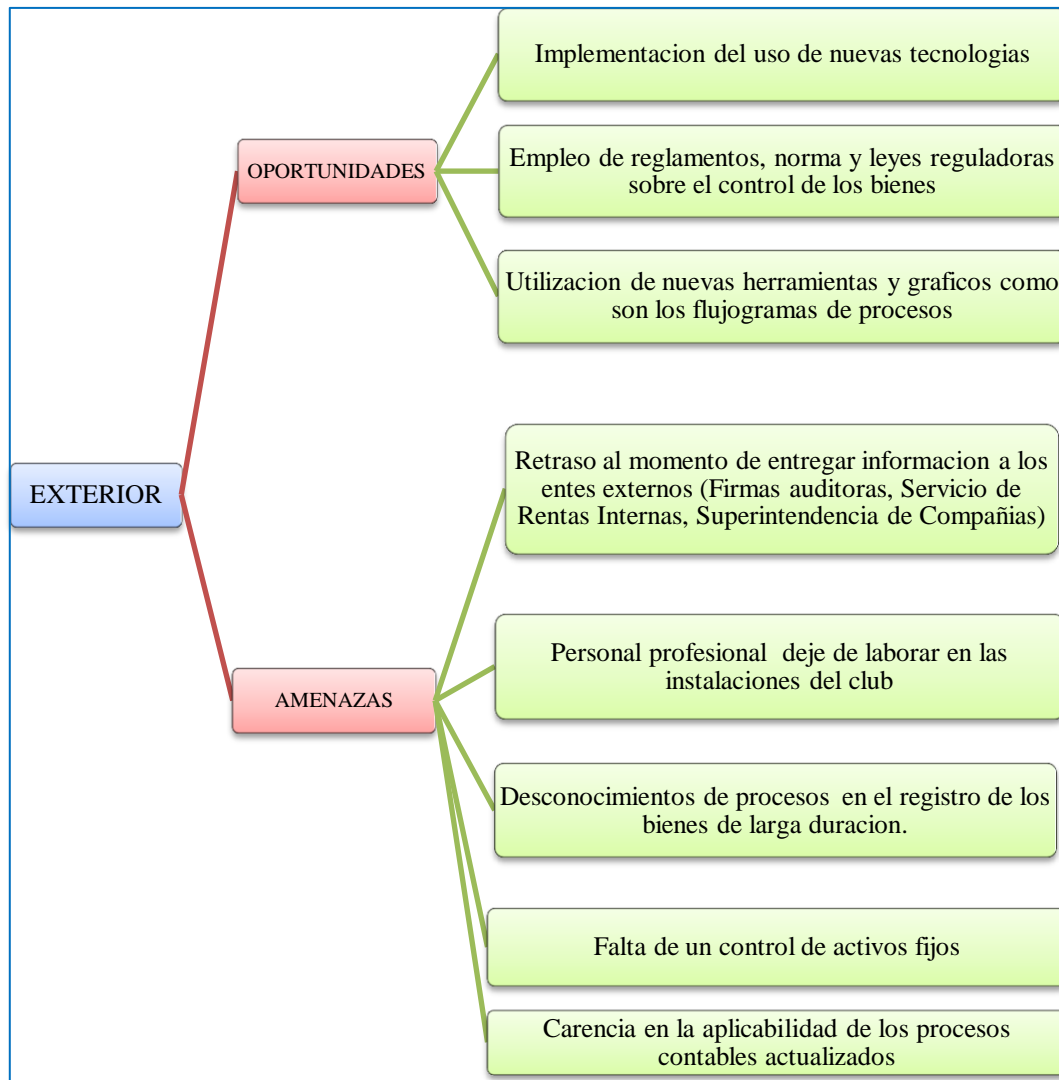 EXTERIOR
OPORTUNIDADES
Implementacion del uso de nuevas tecnologias
Empleo de reglamentos, norma y leyes reguladoras
sobre el control de los bienes
Utilizacion de nuevas herramientas y graficos como
son los flujogramas de procesos
AMENAZAS
Retraso al momento de entregar informacion a los
entes externos (Firmas auditoras, Servicio de
Rentas Internas, Superintendencia de Compañias)
Personal profesional deje de laborar en las
instalaciones del club
Desconocimientos de procesos en el registro de los
bienes de larga duracion.
Falta de un control de activos fijos
Carencia en la aplicabilidad de los procesos
contables actualizados